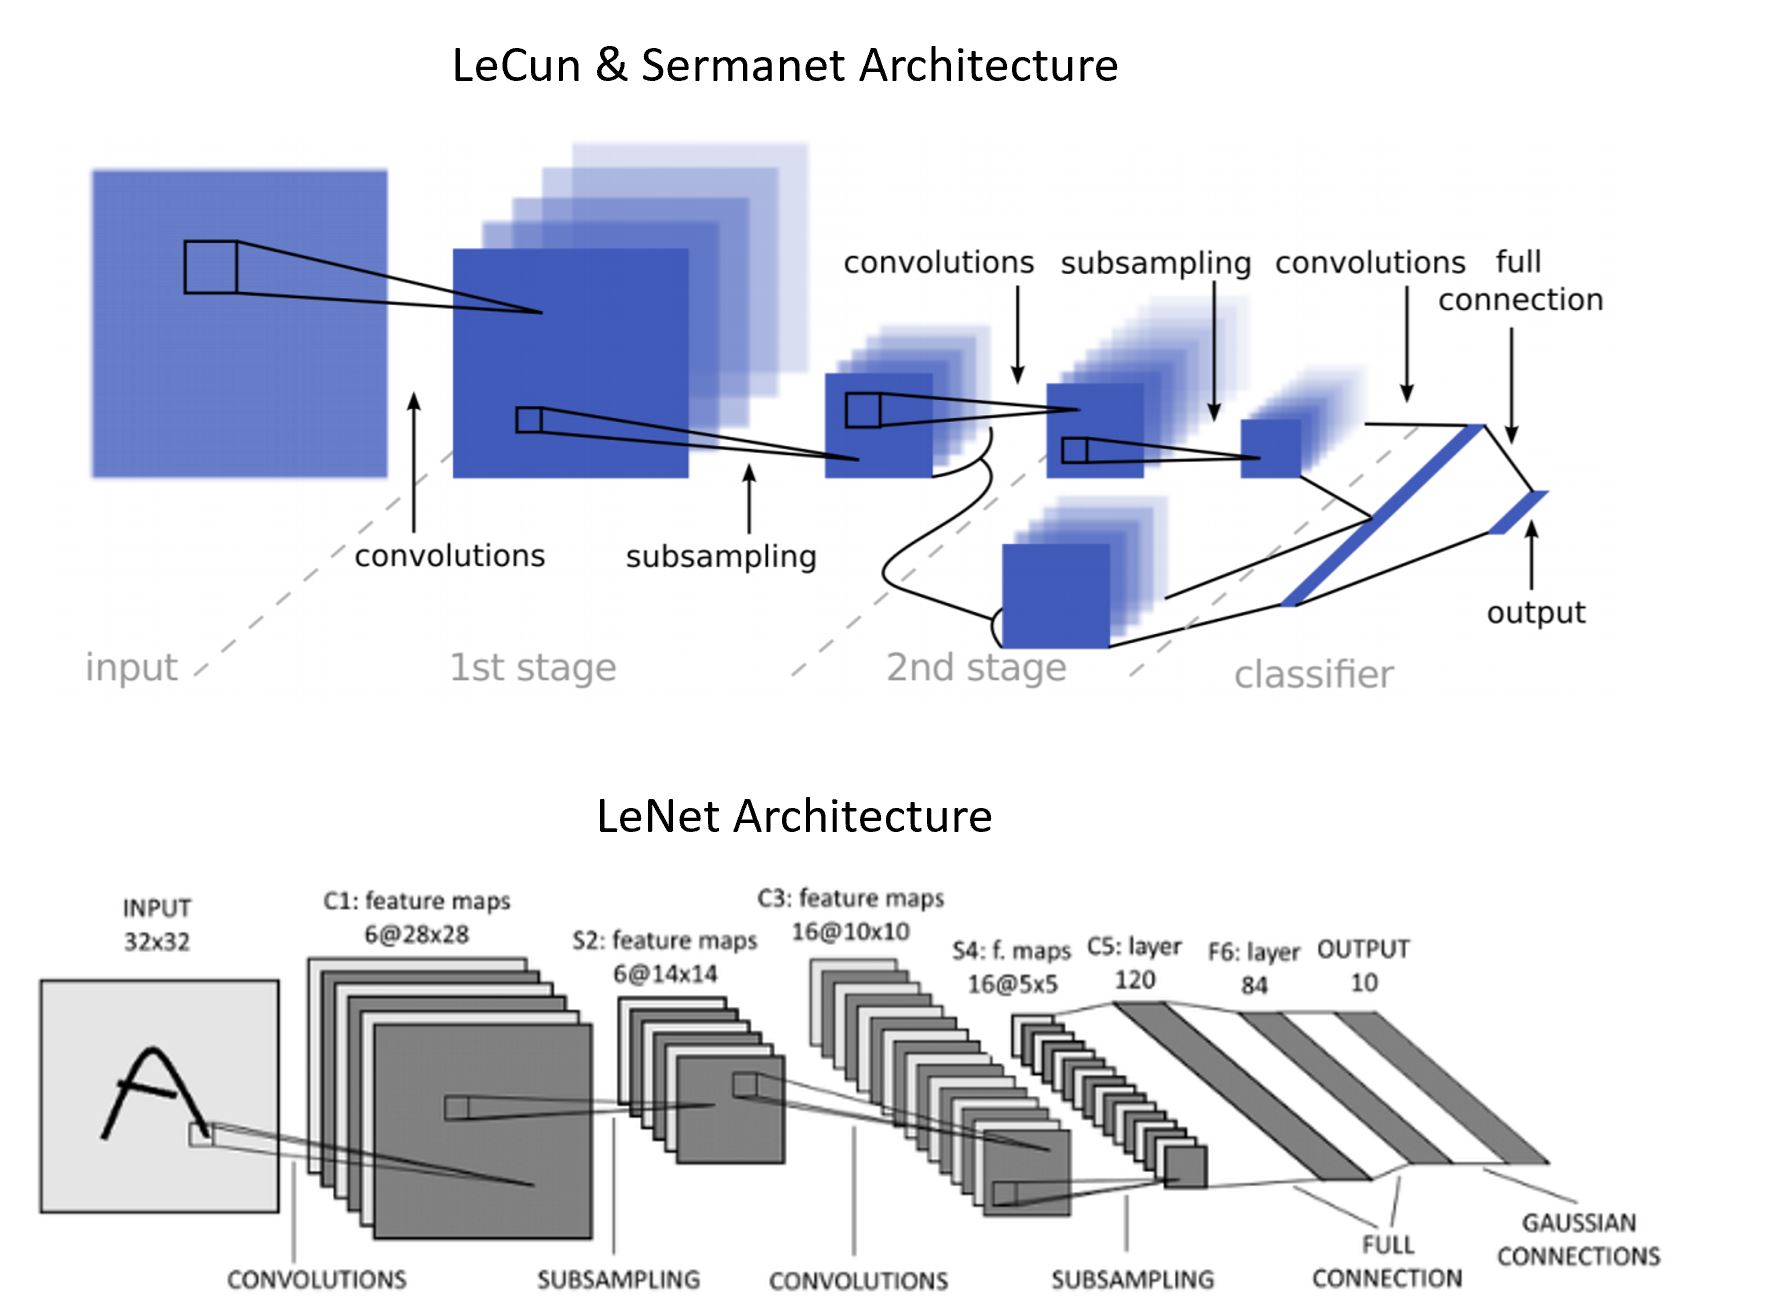 LeCun & Sermanet Architecture
convolutions
subsampling
convolutions
full
connection
convolutions
subsampling
output
input
1st stage
2nd stage
classifier
LeNet Architecture
INPUT
32x32
C1: feature maps
6@28x28
S2: feature maps
6@14x14
C3: feature maps
16@10x10
S4: f. maps
16@5x5
C5: layer
120
F6: layer
84
OUTPUT
10
A
CONVOLUTIONS
SUBSAMPLING
CONVOLUTIONS
SUBSAMPLING
FULL
CONNECTION
GAUSSIAN
CONNECTIONS